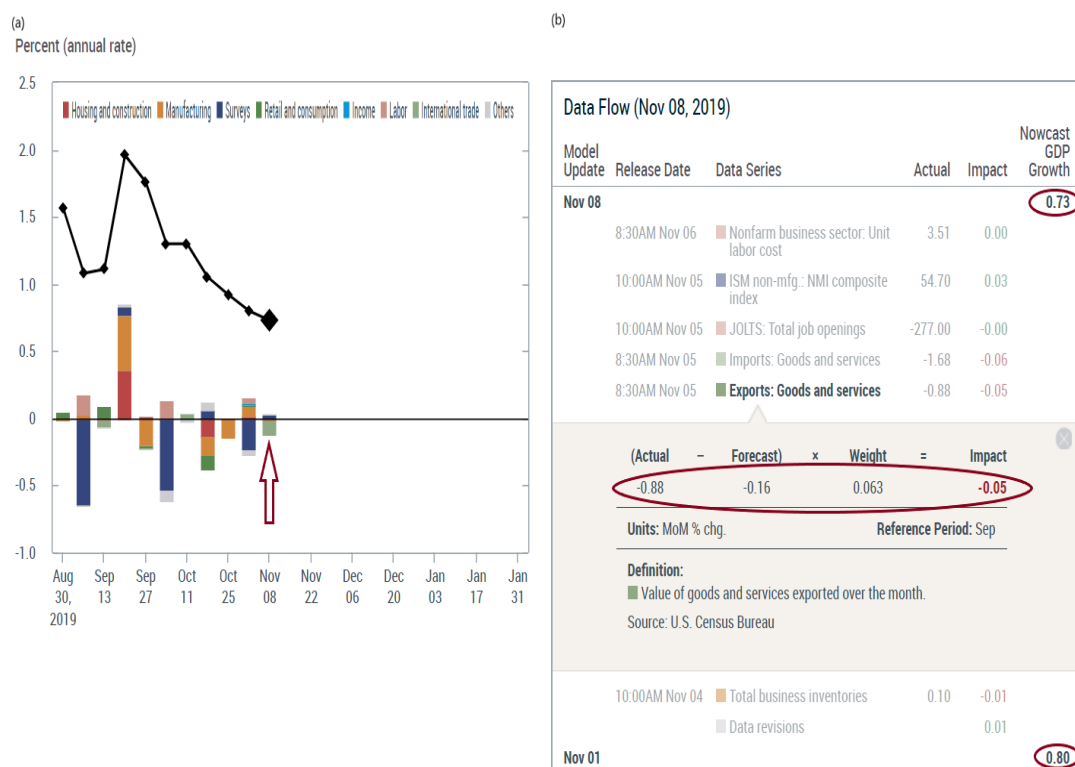 (a)
Percent (annual rate)
2.5
Housing and construction Manufacturing Surveys Retail and consumption Income Labor International trade Others
2.0
1.5
1.0
0.5
0
-0.5
-1.0
Aug 30, 2019 Sep 13 Sep 27 Oct 11 Oct 25 Nov 08 Nov 22 Dec 06 Dec 20 Jan 03 Jan 17 Jan 31
(b)
Data Flow (Nov 08, 2019)
Model Update Release Date Data Series Actual Impact Nowcast GDP Growth
Nov 08 0.73
8:30AM Nov 06 Nonfarm business sector: Unit labor cost 3.51 0.00
10:00AM Nov 05 ISM non-mfg.: NMI composite index 54.70 0.03
10:00AM Nov 05 JOLTS: Total job openings -277.00 -0.00
8:30AM Nov 05 Imports: Goods and services -1.68 -0.06
8:30AM Nov 05 Exports: Goods and services -0.88 -0.05
(Actual – Forecast) × Weight = Impact
-0.88 -0.16 0.063 -0.05
Units: MoM % chg. Reference Period: Sep
Definition:
Value of goods and services exported over the month.
Source: U.S. Census Bureau
10:00AM Nov 04 Total business inventories 0.10 -0.01
Data revisions 0.01
Nov 01 0.80